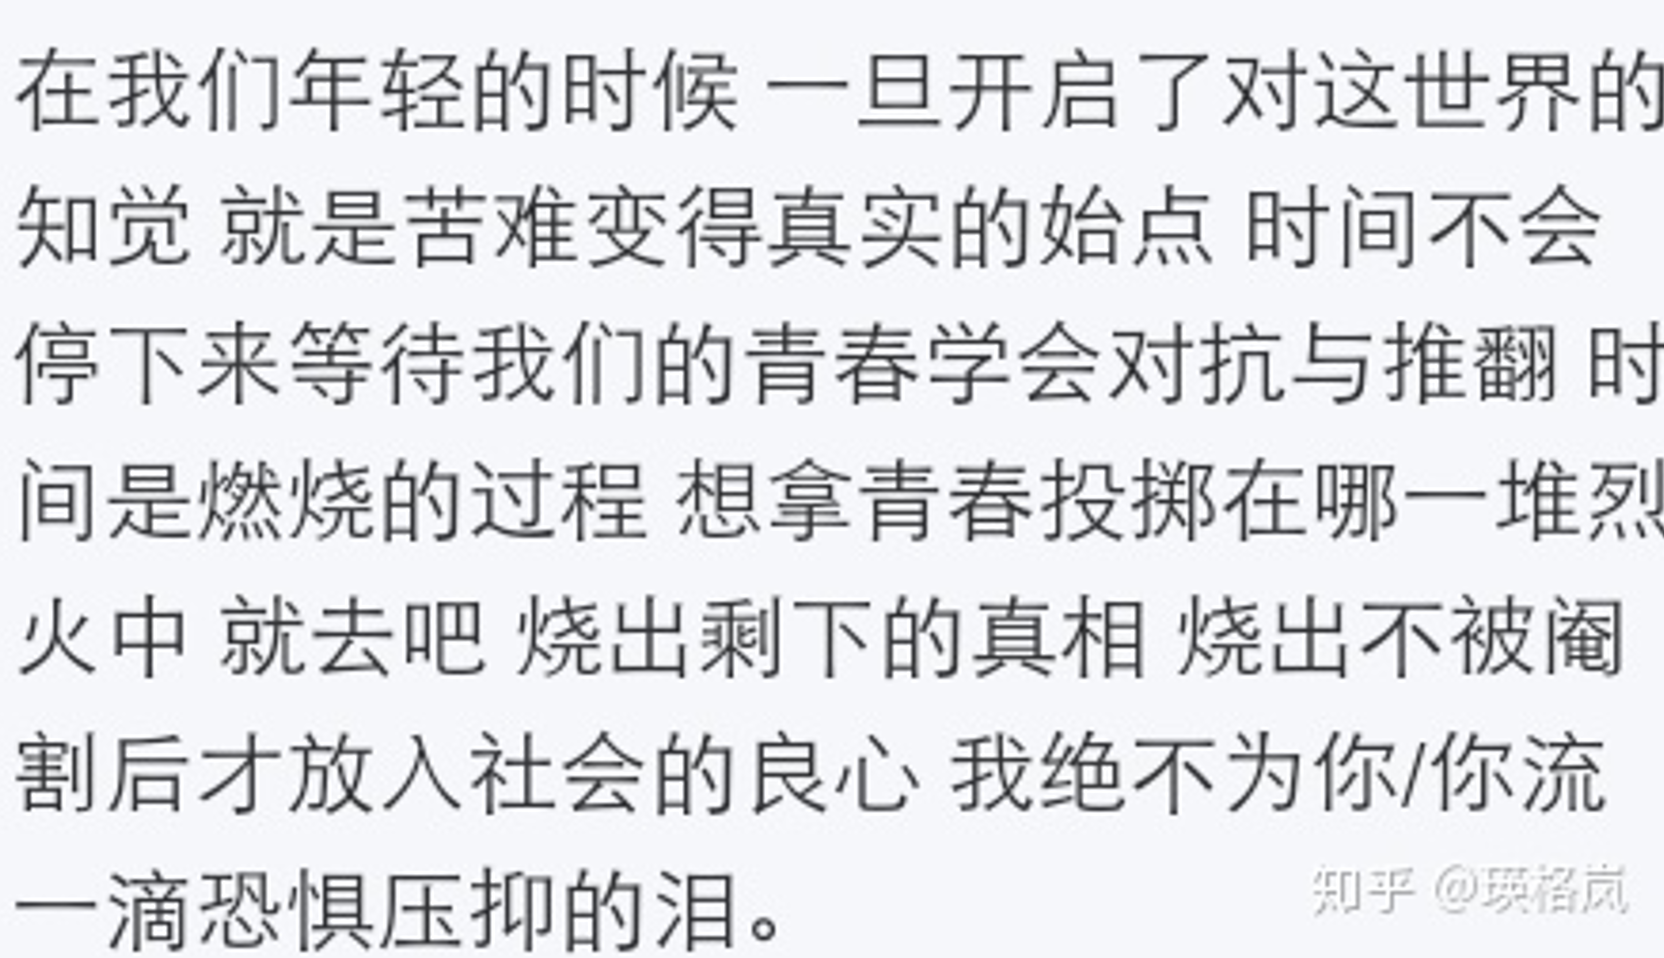 在我们年轻的时候 一旦开启了对这世界的
知觉 就是苦难变得真实的始点 时间不会
停下来等待我们的青春学会对抗与推翻 时
间是燃烧的过程 想拿青春投掷在哪一堆烈
火中 就去吧 烧出剩下的真相 烧出不被阉
割后才放入社会的良心 我绝不为你/你流
一滴恐惧压抑的泪。
知乎 @瑛格岚